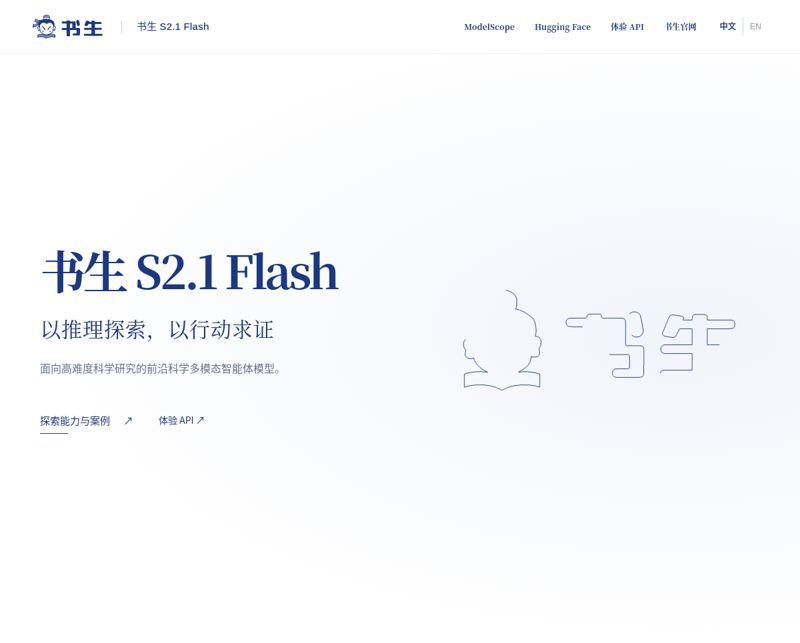 书生
书生 S2.1 Flash
ModelScope
Hugging Face
体验 API
书生官网
中文
EN
书生 S2.1 Flash
以推理探索，以行动求证
面向高难度科学研究的前沿科学多模态智能体模型。
探索能力与案例 ↗
体验 API ↗